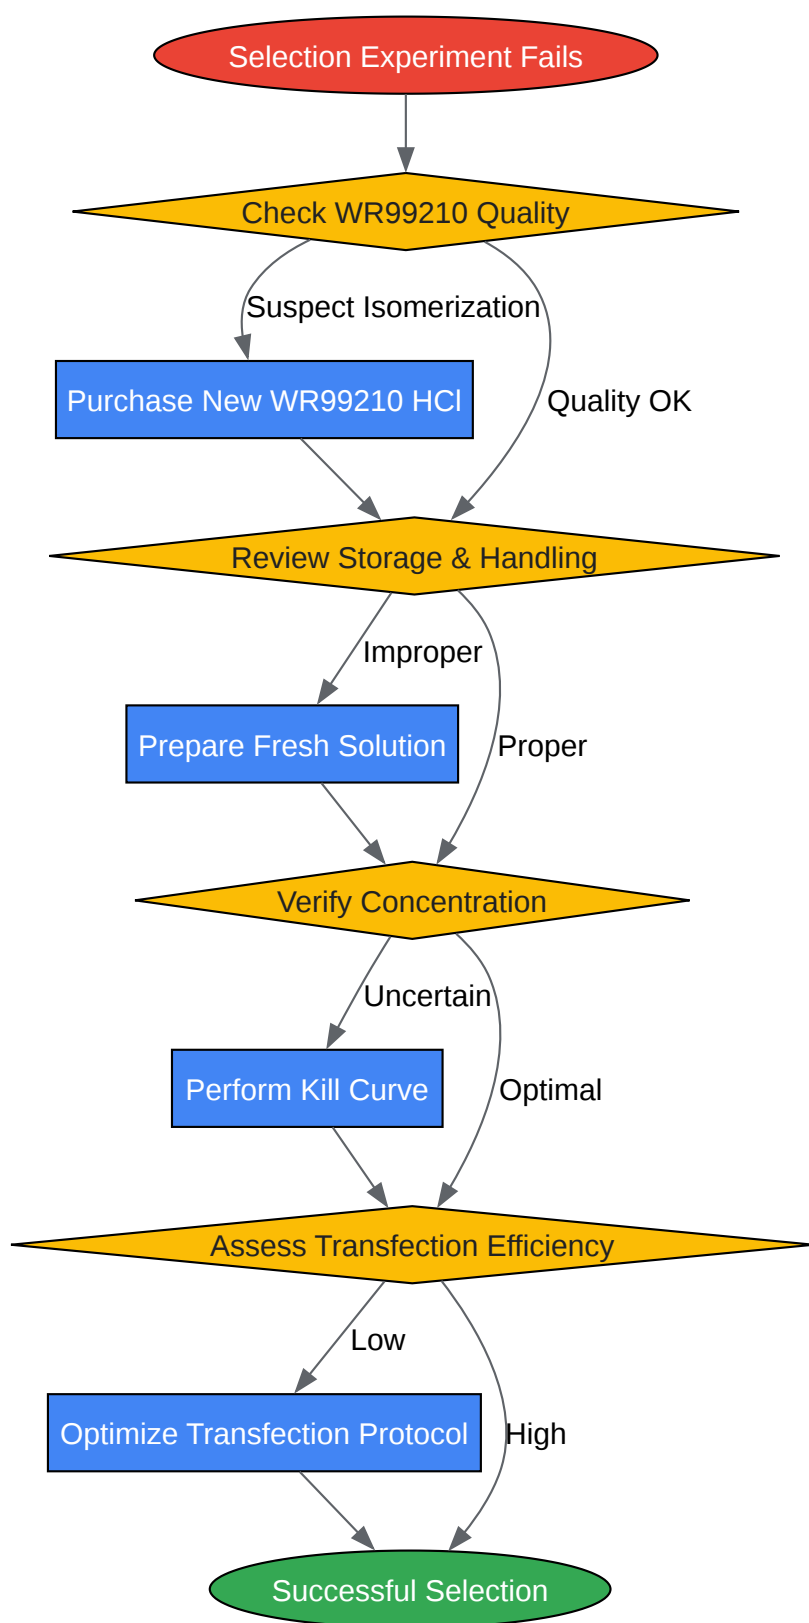 Selection Experiment Fails
Check WR99210 Quality
Suspect Isomerization
Purchase New WR99210 HCl
Quality OK
Review Storage & Handling
Improper
Prepare Fresh Solution
Proper
Verify Concentration
Uncertain
Perform Kill Curve
Optimal
Assess Transfection Efficiency
Low
Optimize Transfection Protocol
High
Successful Selection